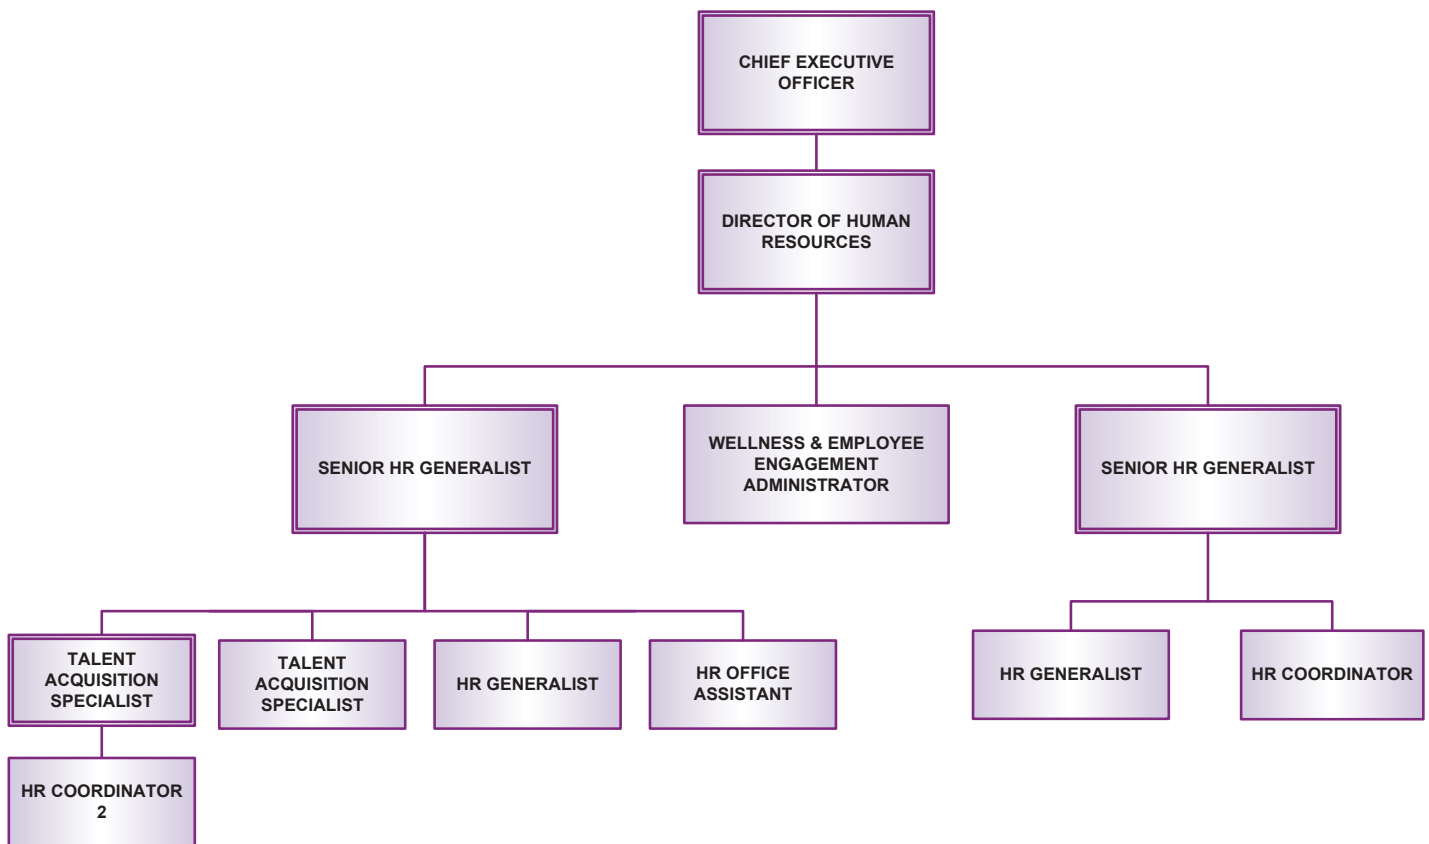 CHIEF EXECUTIVE
OFFICER
DIRECTOR OF HUMAN
RESOURCES
SENIOR HR GENERALIST
WELLNESS & EMPLOYEE
ENGAGEMENT
ADMINISTRATOR
SENIOR HR GENERALIST
TALENT
ACQUISITION
SPECIALIST
TALENT
ACQUISITION
SPECIALIST
HR GENERALIST
HR OFFICE
ASSISTANT
HR GENERALIST
HR COORDINATOR
HR COORDINATOR
2